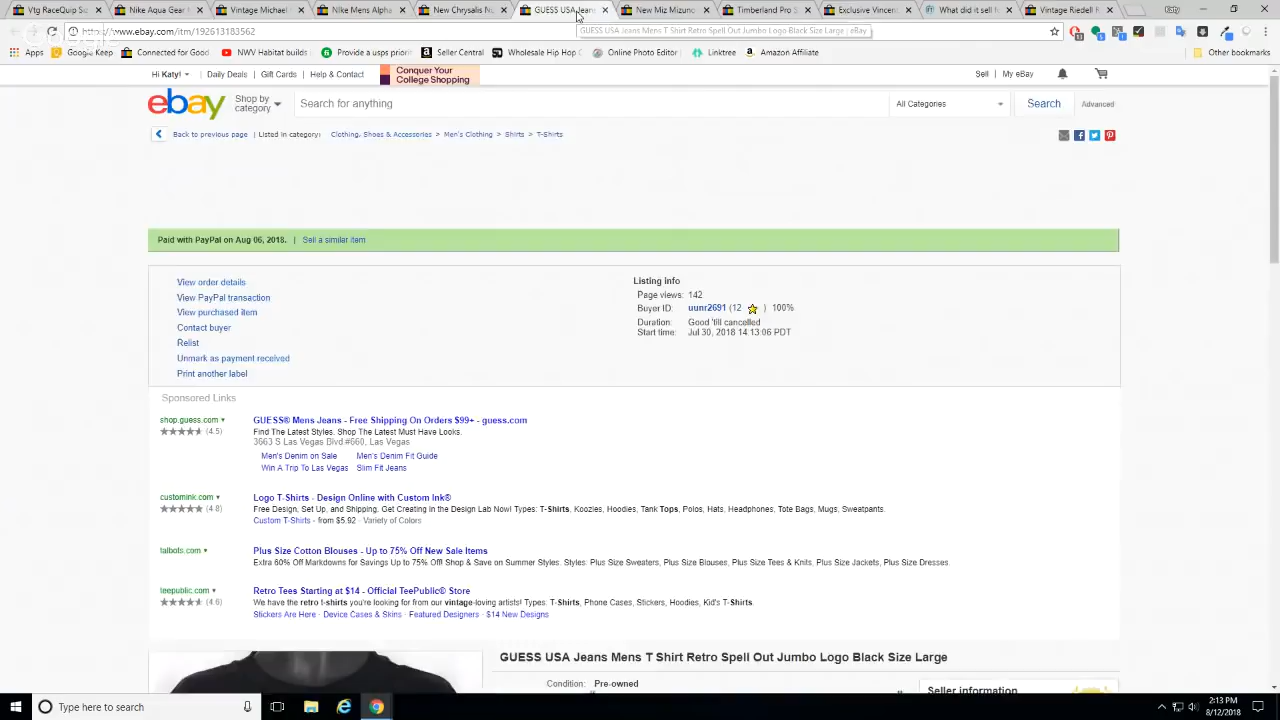 Vtg RaceQuip S
Nike Aqua Gear
Vintage Michael
Nike Mens Alpha
New Chrysalis Nu
GUESS USA Jeans
New Miz Mizuno
Timberland Pro S
Exclusive Vincen
What did it sell f
Vintage Riedell
https://www.ebay.com/itm/192613183562
GUESS USA Jeans Mens T Shirt Retro Spell Out Jumbo Logo Black Size Large | eBay
Apps Google Keep Connected for Good NWV Habitat builds Provide a usps priorit Seller Central Wholesale Hip Hop Online Arbitrage Linktree Amazon Affiliate Other bookmarks
Hi Katy! Daily Deals Gift Cards Help & Contact
Conquer Your
College Shopping
Sell My eBay
ebay
Shop by
category
Search for anything
All Categories
Search
Advanced
Back to previous page | Listed in category: Clothing, Shoes & Accessories > Men's Clothing > Shirts > T-Shirts
Paid with PayPal on Aug 06, 2018. | Sell a similar item
View order details
View PayPal transaction
View purchased item
Contact buyer
Relist
Unmark as payment received
Print another label
Listing info
Page views: 142
Buyer ID: uunr2691 (12 ) 100%
Duration: Good 'till cancelled
Start time: Jul 30, 2018 14:13:06 PDT
Sponsored Links
shop.guess.com
(4.5)
GUESS® Mens Jeans - Free Shipping On Orders $99+ - guess.com
Find The Latest Styles. Shop The Latest Must Have Looks.
3663 S Las Vegas Blvd #660, Las Vegas
Men's Denim on Sale Men's Denim Fit Guide
Win A Trip To Las Vegas Slim Fit Jeans
customink.com
(4.8)
Logo T-Shirts - Design Online with Custom Ink®
Free Design, Set Up, and Shipping. Get Creating in the Design Lab Now! Types: T-Shirts, Koozies, Hoodies, Tank Tops, Polos, Hats, Headphones, Tote Bags, Mugs, Sweatpants.
Custom T-Shirts - from $5.92 - Variety of Colors
talbots.com
Plus Size Cotton Blouses - Up to 75% Off New Sale Items
Extra 60% Off Markdowns for Savings Up to 75% Off! Shop & Save on Summer Styles. Styles: Plus Size Sweaters, Plus Size Blouses, Plus Size Tees & Knits, Plus Size Jackets, Plus Size Dresses.
teepublic.com
(4.6)
Retro Tees Starting at $14 - Official TeePublic® Store
We have the retro t-shirts you're looking for from our vintage-loving artists! Types: T-Shirts, Phone Cases, Stickers, Hoodies, Kid's T-Shirts
Stickers Are Here - Device Cases & Skins - Featured Designers - $14 New Designs
GUESS USA Jeans Mens T Shirt Retro Spell Out Jumbo Logo Black Size Large
Condition: Pre-owned
Seller information
Type here to search
2:13 PM
8/12/2018